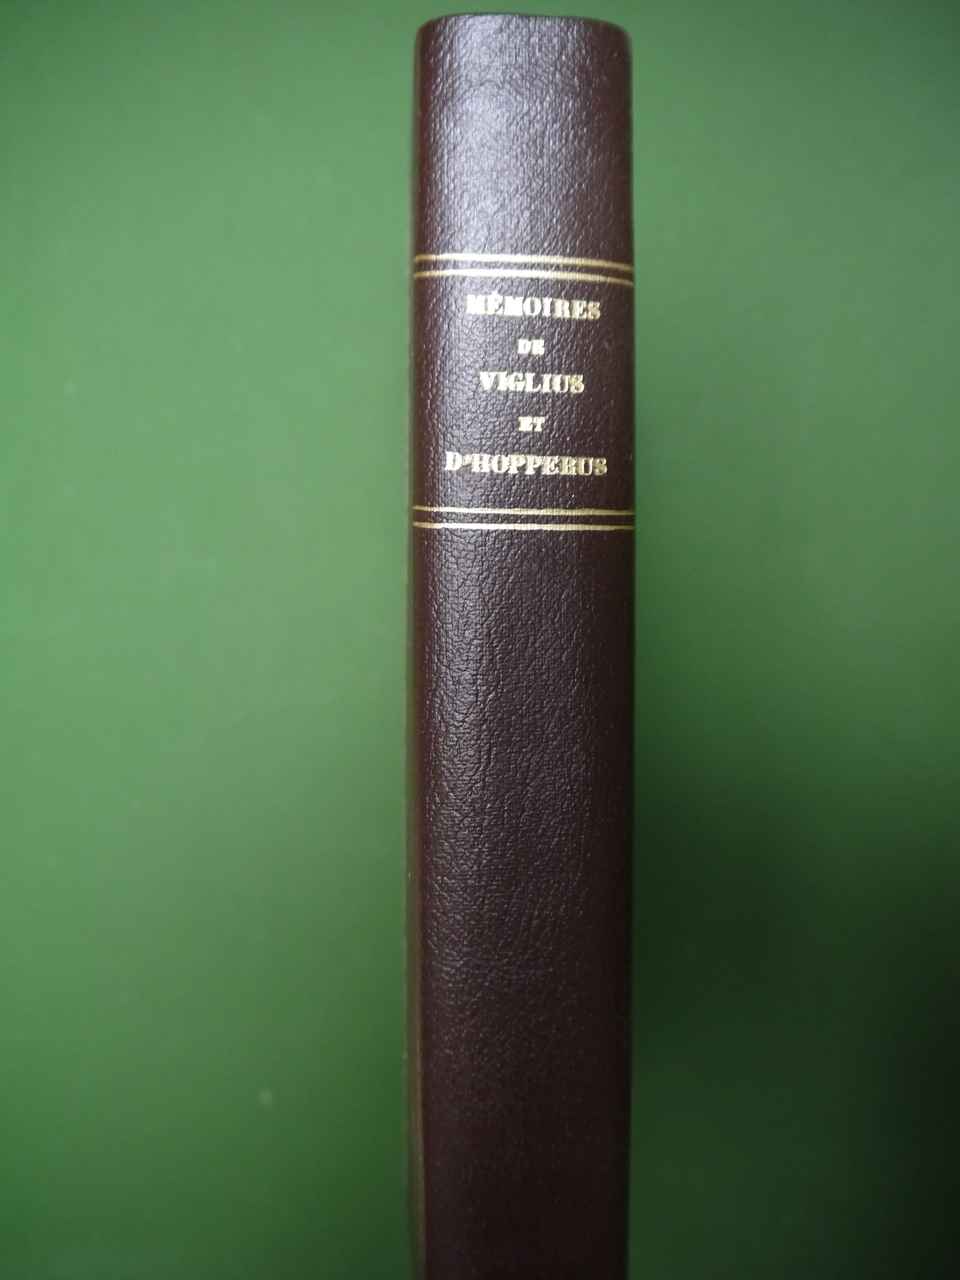 MÉMOIRES
DE
VIGLIUS
ET
D'HOPPERUS